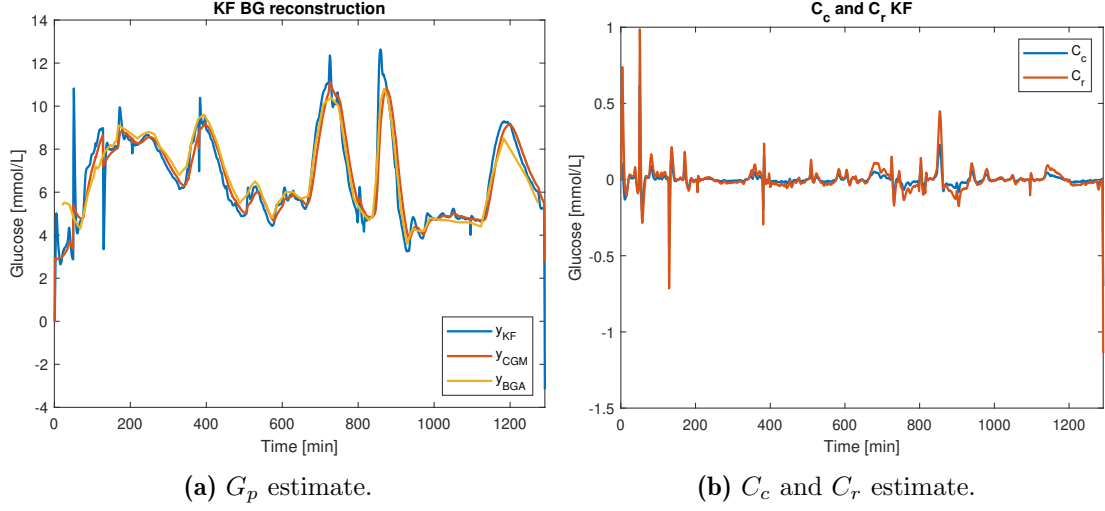 KF BG reconstruction
14
12
10
8
6
4
2
0
-2
-4
Glucose [mmol/L]
0 200 400 600 800 1000 1200
Time [min]
y_KF
y_CGM
y_BGA
(a) G_p estimate.
C_c and C_r KF
1
0.5
0
-0.5
-1
-1.5
Glucose [mmol/L]
0 200 400 600 800 1000 1200
Time [min]
C_c
C_r
(b) C_c and C_r estimate.